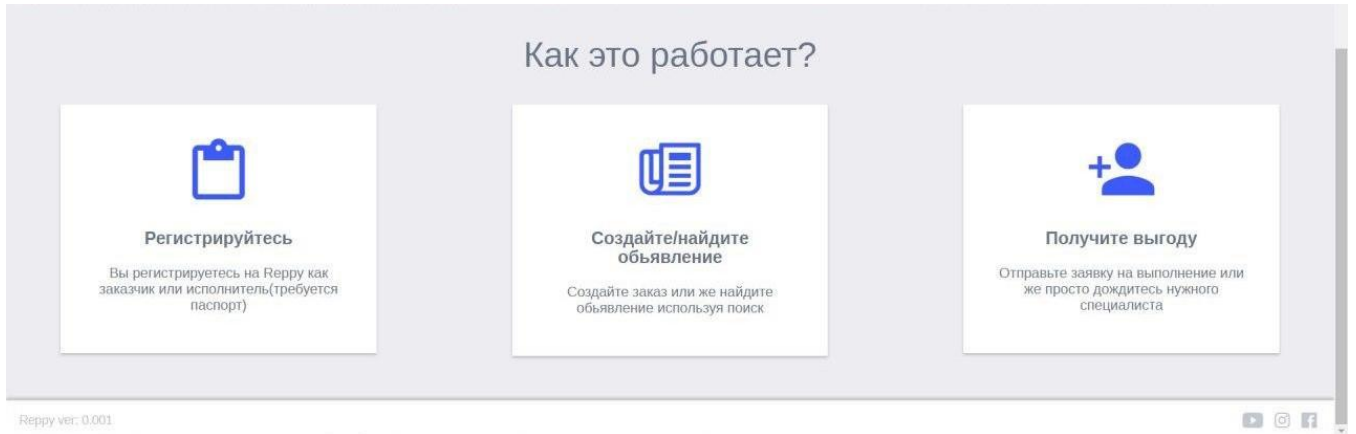 Как это работает?
Регистрируйтесь
Вы регистрируетесь на Reppy как
заказчик или исполнитель(требуется
паспорт)
Создайте/найдите
обьявление
Создайте заказ или же найдите
обьявление используя поиск
Получите выгоду
Отправьте заявку на выполнение или
же просто дождитесь нужного
специалиста
Reppy ver: 0.001